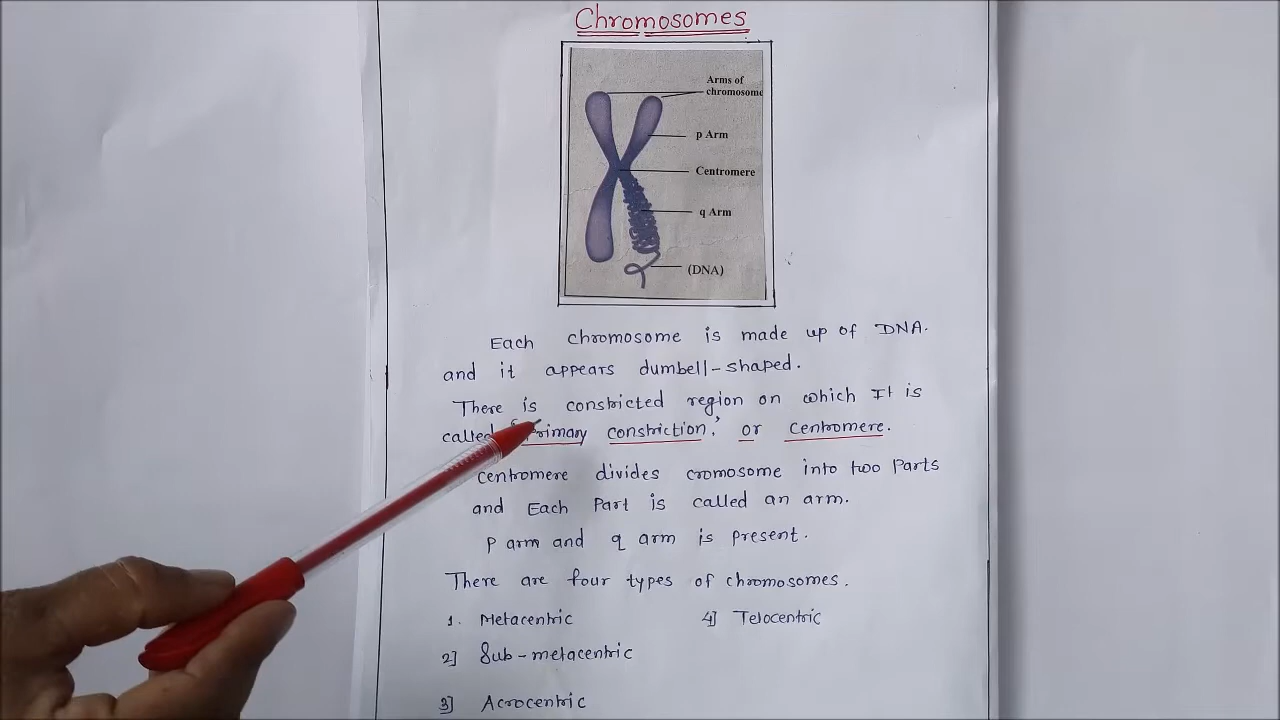 Chromosomes
Arms of
chromosome
p Arm
Centromere
q Arm
(DNA)
Each chromosome is made up of DNA.
and it appears dumbell-shaped.
There is constricted region on which It is
called 'Primary constriction.' or Centromere.
Centromere divides cromosome into two Parts
and Each Part is called an arm.
P arm and q arm is present.
There are four types of chromosomes.
1. Metacentric 4] Telocentric
2] Sub-metacentric
3] Acrocentric